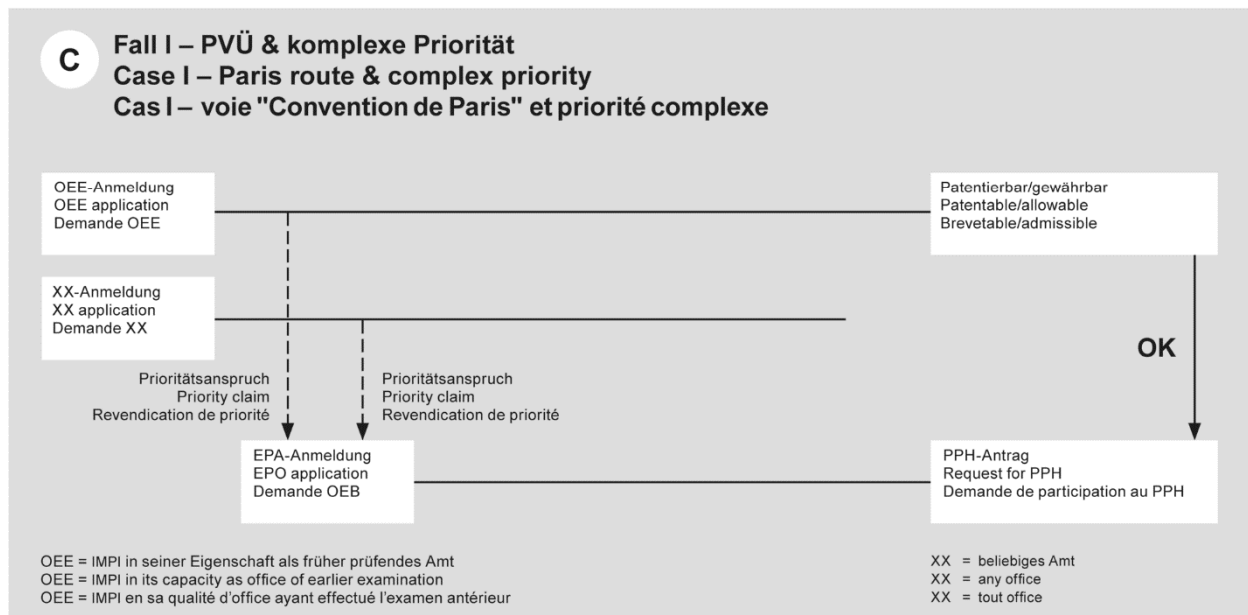 C
Fall I – PVÜ & komplexe Priorität
Case I – Paris route & complex priority
Cas I – voie "Convention de Paris" et priorité complexe
OEE-Anmeldung
OEE application
Demande OEE
Patentierbar/gewährbar
Patentable/allowable
Brevetable/admissible
XX-Anmeldung
XX application
Demande XX
OK
Prioritätsanspruch
Priority claim
Revendication de priorité
Prioritätsanspruch
Priority claim
Revendication de priorité
EPA-Anmeldung
EPO application
Demande OEB
PPH-Antrag
Request for PPH
Demande de participation au PPH
OEE = IMPI in seiner Eigenschaft als früher prüfendes Amt
OEE = IMPI in its capacity as office of earlier examination
OEE = IMPI en sa qualité d'office ayant effectué l'examen antérieur
XX = beliebiges Amt
XX = any office
XX = tout office